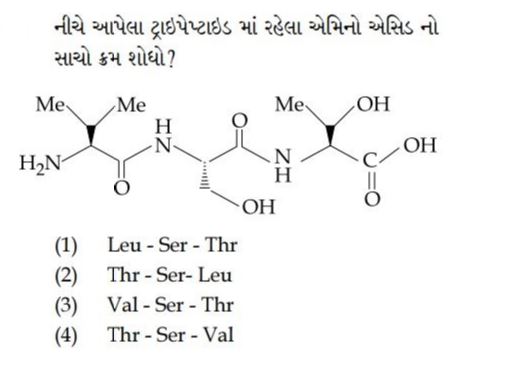 નીચે આપેલા ટ્રાઇપેપ્ટાઇડ માં રહેલા એમિનો એસિડ નો
સાચો ક્રમ શોધો?
Me Me Me OH
H O
H₂N N N C OH
O H O
OH
(1) Leu - Ser - Thr
(2) Thr - Ser- Leu
(3) Val - Ser - Thr
(4) Thr - Ser - Val